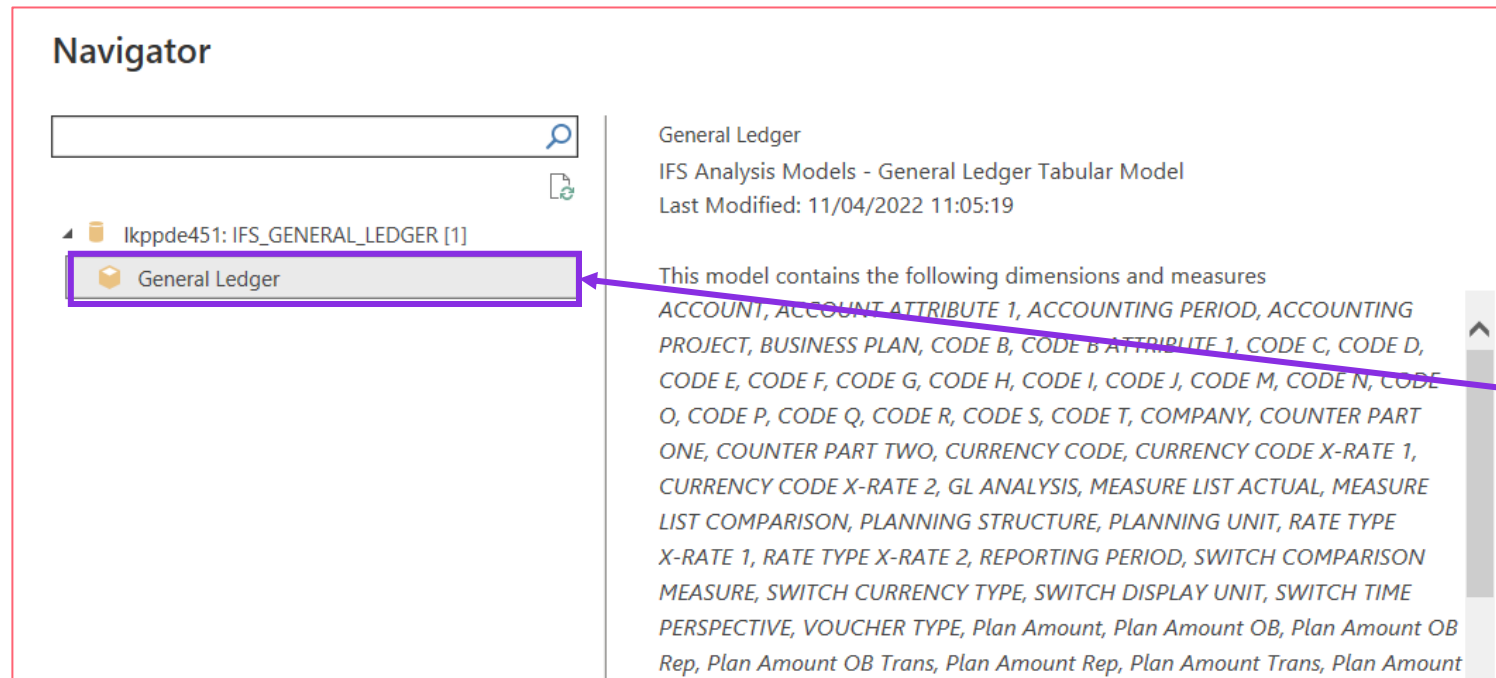 Navigator
lkppde451: IFS_GENERAL_LEDGER [1]
General Ledger
General Ledger
IFS Analysis Models - General Ledger Tabular Model
Last Modified: 11/04/2022 11:05:19
This model contains the following dimensions and measures
ACCOUNT, ACCOUNT ATTRIBUTE 1, ACCOUNTING PERIOD, ACCOUNTING
PROJECT, BUSINESS PLAN, CODE B, CODE B ATTRIBUTE 1, CODE C, CODE D,
CODE E, CODE F, CODE G, CODE H, CODE I, CODE J, CODE M, CODE N, CODE
O, CODE P, CODE Q, CODE R, CODE S, CODE T, COMPANY, COUNTER PART
ONE, COUNTER PART TWO, CURRENCY CODE, CURRENCY CODE X-RATE 1,
CURRENCY CODE X-RATE 2, GL ANALYSIS, MEASURE LIST ACTUAL, MEASURE
LIST COMPARISON, PLANNING STRUCTURE, PLANNING UNIT, RATE TYPE
X-RATE 1, RATE TYPE X-RATE 2, REPORTING PERIOD, SWITCH COMPARISON
MEASURE, SWITCH CURRENCY TYPE, SWITCH DISPLAY UNIT, SWITCH TIME
PERSPECTIVE, VOUCHER TYPE, Plan Amount, Plan Amount OB, Plan Amount OB
Rep, Plan Amount OB Trans, Plan Amount Rep, Plan Amount Trans, Plan Amount